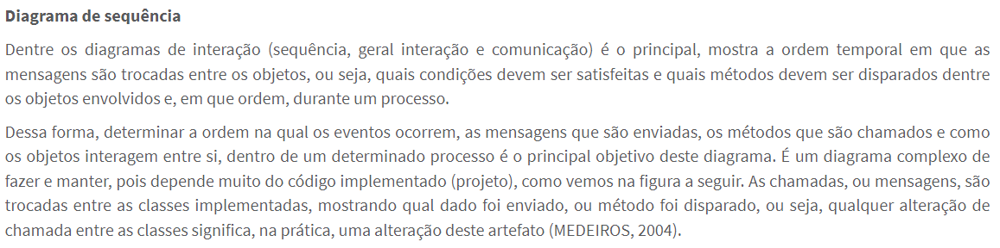 Diagrama de sequência
Dentre os diagramas de interação (sequência, geral interação e comunicação) é o principal, mostra a ordem temporal em que as
mensagens são trocadas entre os objetos, ou seja, quais condições devem ser satisfeitas e quais métodos devem ser disparados dentre
os objetos envolvidos e, em que ordem, durante um processo.
Dessa forma, determinar a ordem na qual os eventos ocorrem, as mensagens que são enviadas, os métodos que são chamados e como
os objetos interagem entre si, dentro de um determinado processo é o principal objetivo deste diagrama. É um diagrama complexo de
fazer e manter, pois depende muito do código implementado (projeto), como vemos na figura a seguir. As chamadas, ou mensagens, são
trocadas entre as classes implementadas, mostrando qual dado foi enviado, ou método foi disparado, ou seja, qualquer alteração de
chamada entre as classes significa, na prática, uma alteração deste artefato (MEDEIROS, 2004).